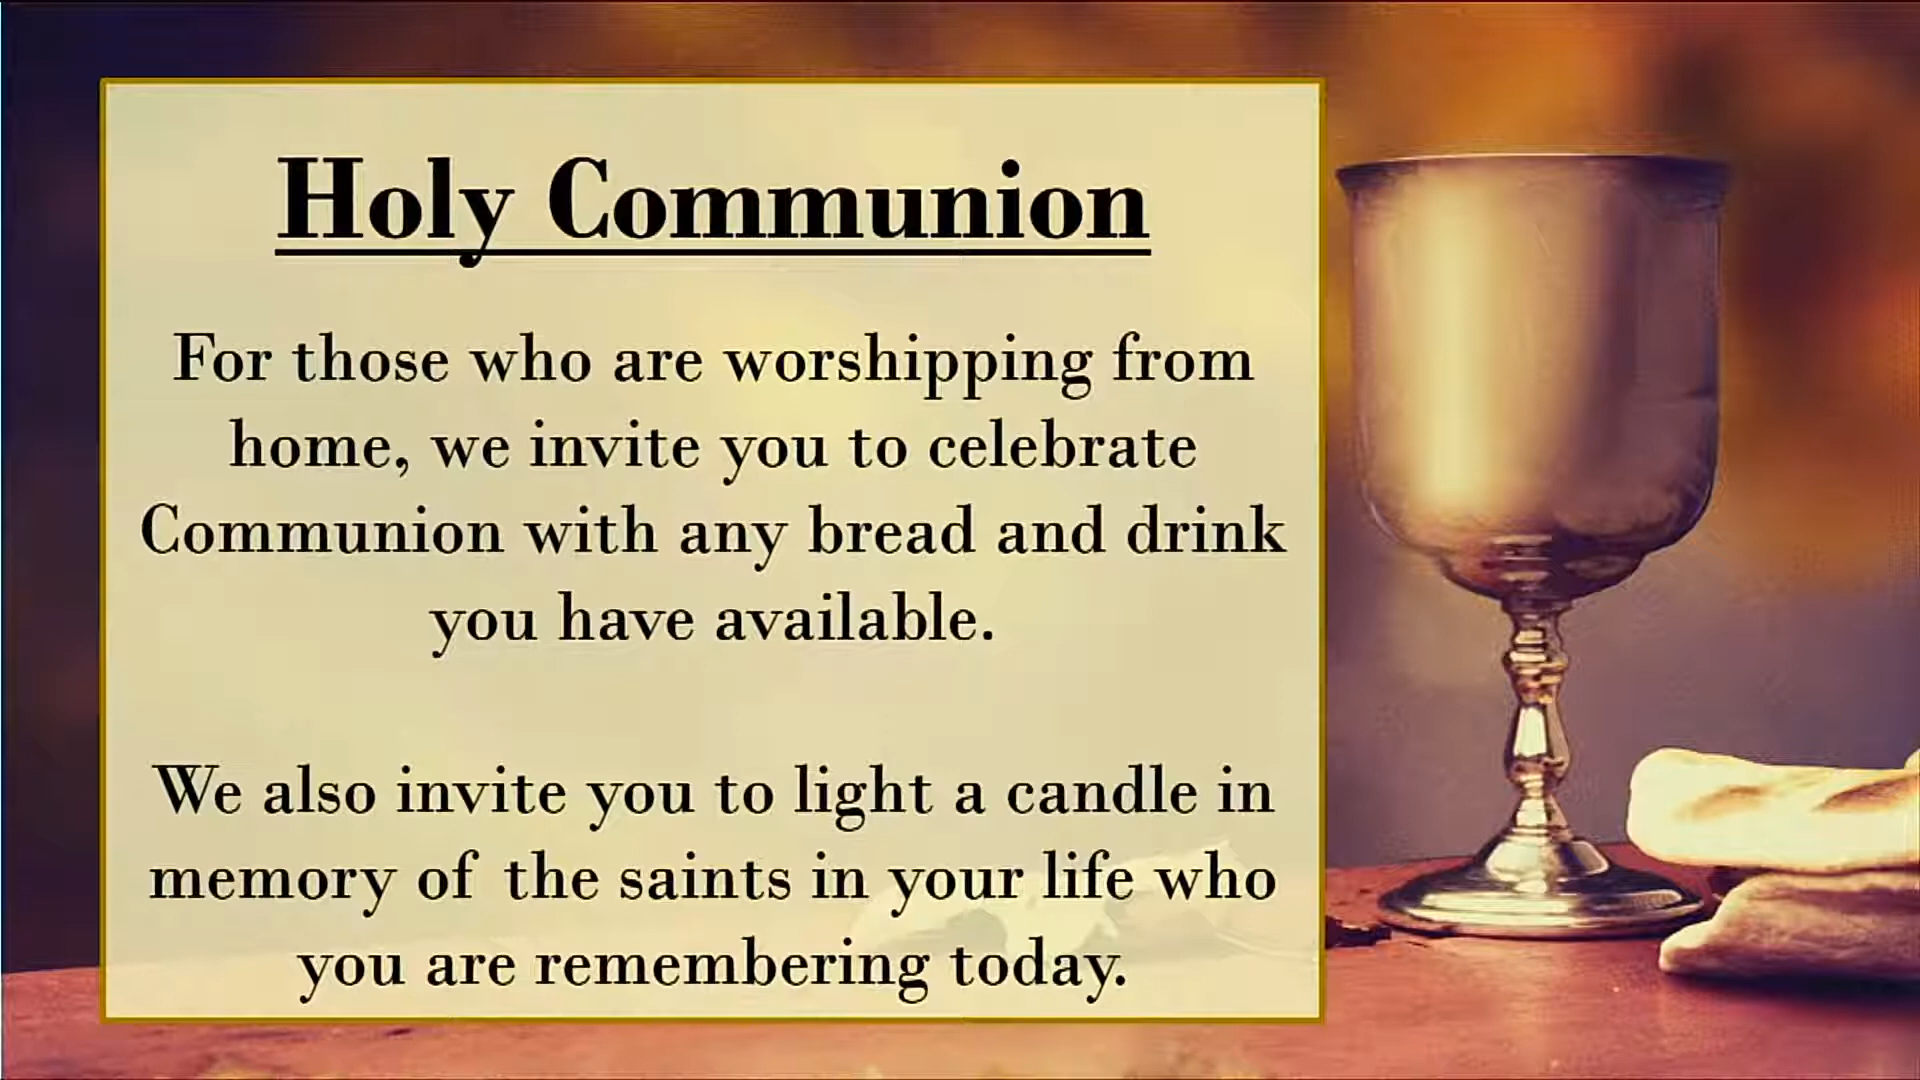 Holy Communion
For those who are worshipping from
home, we invite you to celebrate
Communion with any bread and drink
you have available.
We also invite you to light a candle in
memory of the saints in your life who
you are remembering today.